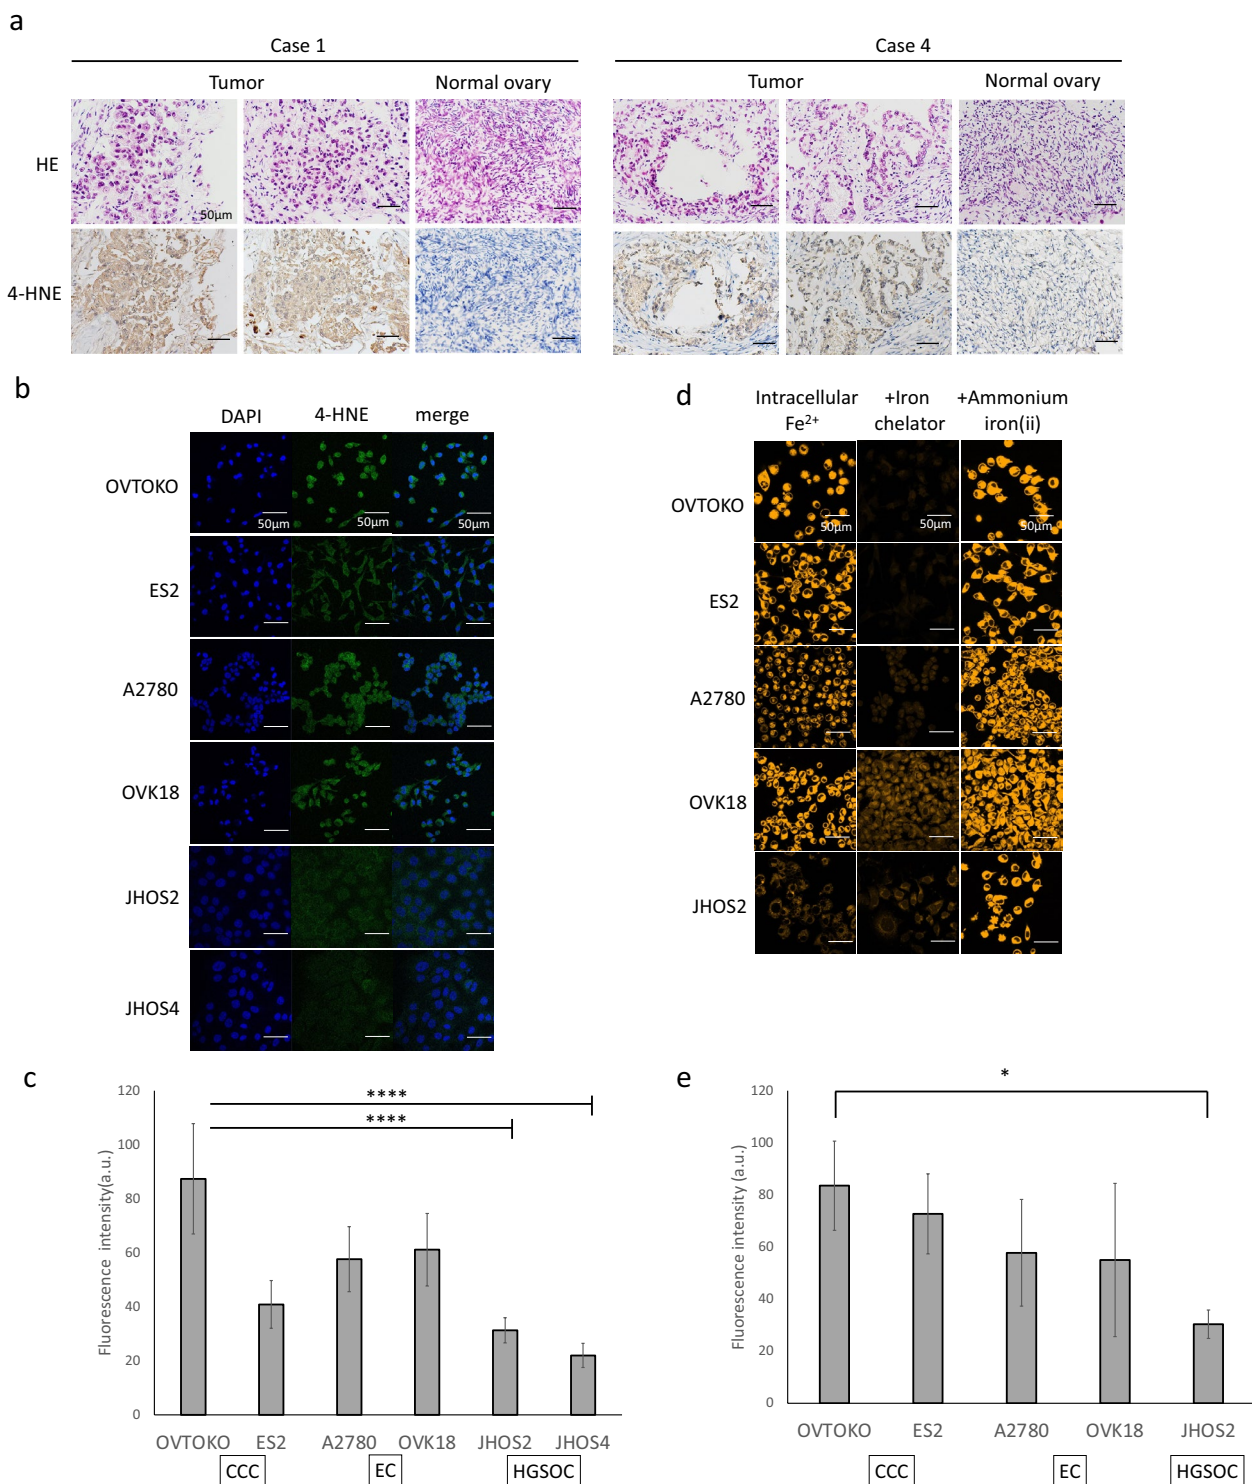 a
Case 1
Case 4
Tumor
Normal ovary
Tumor
Normal ovary
HE
50μm
4-HNE
b
DAPI
4-HNE
merge
OVTOKO
50μm
50μm
50μm
ES2
A2780
OVK18
JHOS2
JHOS4
d
Intracellular
Fe²⁺
+Iron
chelator
+Ammonium
iron(ii)
OVTOKO
50μm
50μm
50μm
ES2
A2780
OVK18
JHOS2
c
Fluorescence intensity(a.u.)
120
100
80
60
40
20
0
****
****
OVTOKO
ES2
A2780
OVK18
JHOS2
JHOS4
CCC
EC
HGSOC
e
Fluorescence intensity (a.u.)
120
100
80
60
40
20
0
*
OVTOKO
ES2
A2780
OVK18
JHOS2
CCC
EC
HGSOC